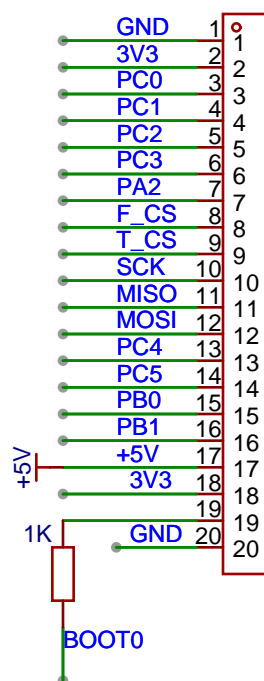 GND 1 1
3V3 2 2
PC0 3 3
PC1 4 4
PC2 5 5
PC3 6 6
PA2 7 7
F_CS 8 8
T_CS 9 9
SCK 10 10
MISO 11 11
MOSI 12 12
PC4 13 13
PC5 14 14
PB0 15 15
PB1 16 16
+5V +5V 17 17
3V3 18 18
19 19
1K GND 20 20
BOOT0